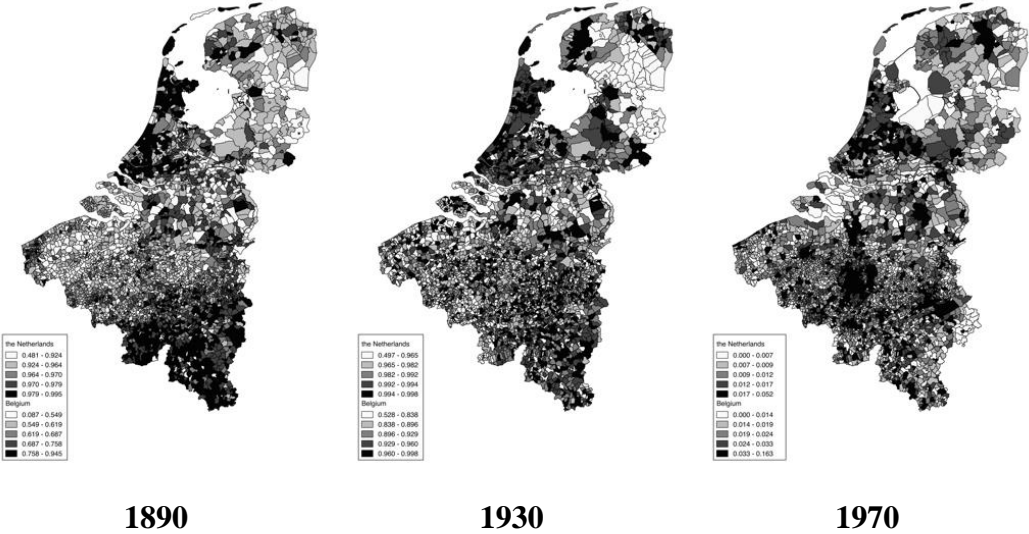 the Netherlands
0.481 - 0.924
0.924 - 0.964
0.964 - 0.970
0.970 - 0.979
0.979 - 0.995
Belgium
0.087 - 0.549
0.549 - 0.619
0.619 - 0.687
0.687 - 0.758
0.758 - 0.945
the Netherlands
0.497 - 0.965
0.965 - 0.982
0.982 - 0.992
0.992 - 0.994
0.994 - 0.998
Belgium
0.528 - 0.838
0.838 - 0.896
0.896 - 0.929
0.929 - 0.960
0.960 - 0.998
the Netherlands
0.000 - 0.007
0.007 - 0.009
0.009 - 0.012
0.012 - 0.017
0.017 - 0.052
Belgium
0.000 - 0.014
0.014 - 0.019
0.019 - 0.024
0.024 - 0.033
0.033 - 0.163
1890
1930
1970